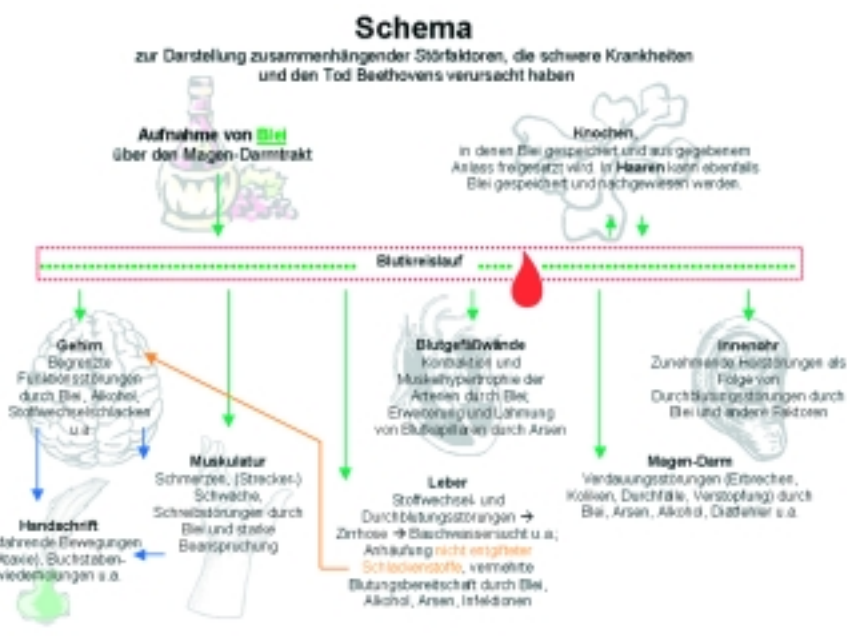 Schema
zur Darstellung zusammenhängender Störfaktoren, die schwere Krankheiten
und den Tod Beethovens verursacht haben
Aufnahme von Blei
über den Magen-Darmtrakt
Knochen,
in denen Blei gespeichert und aus gegebenem
Anlass freigesetzt wird. In Haaren kann ebenfalls
Blei gespeichert und nachgewiesen werden.
Blutkreislauf
Gehirn
Begrenzte
Funktionsstörungen
durch Blei, Alkohol,
Stoffwechselschlacken
u.a.
Blutgefäßwände
Kontraktion und
Muskelhypertrophie der
Arterien durch Blei;
Erweiterung und Lähmung
von Blutkapillaren durch Arsen
Innenohr
Zunehmende Hörstörungen als
Folge von
Durchblutungsstörungen durch
Blei und andere Faktoren
Muskulatur
Schmerzen, (Strecker-)
Schwäche,
Schreibstörungen durch
Blei und starke
Beanspruchung
Leber
Stoffwechsel- und
Durchblutungsstörungen →
Zirrhose → Bauchwassersucht u.a.;
Anhäufung nicht entgifteter
Schlackenstoffe, vermehrte
Blutungsbereitschaft durch Blei,
Alkohol, Arsen, Infektionen
Magen-Darm
Verdauungsstörungen (Erbrechen,
Koliken, Durchfälle, Verstopfung) durch
Blei, Arsen, Alkohol, Diätfehler u.a.
Handschrift
fahrende Bewegungen
taxie), Buchstaben-
wiederholungen u.a.